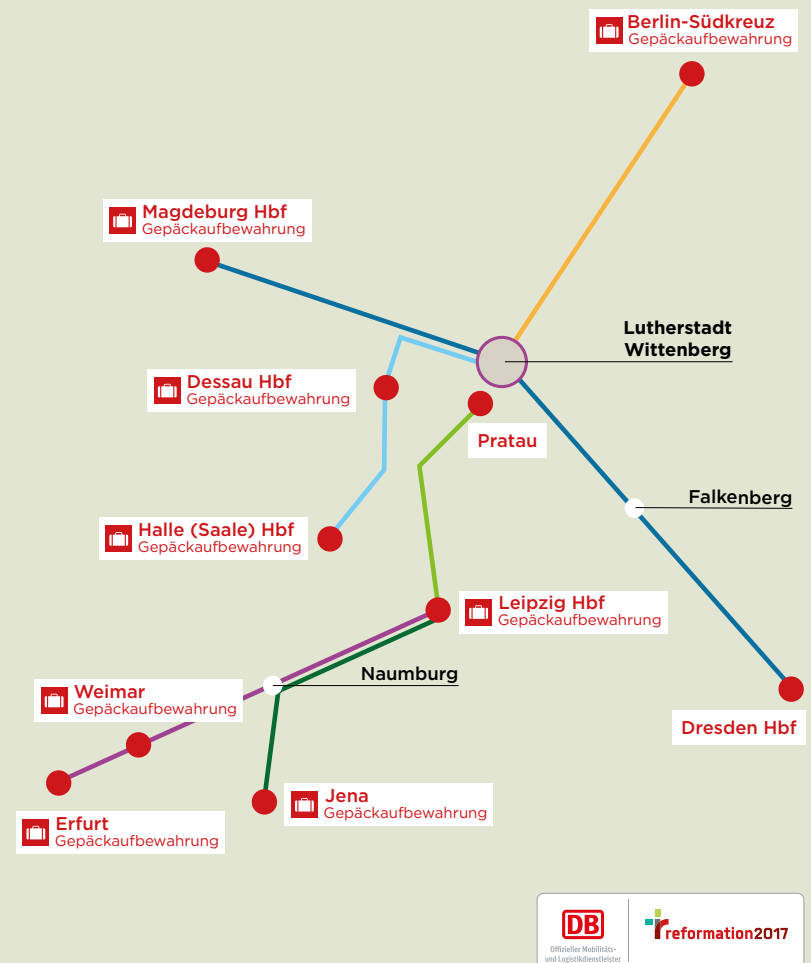 Berlin-Südkreuz
Gepäckaufbewahrung
Magdeburg Hbf
Gepäckaufbewahrung
Lutherstadt
Wittenberg
Dessau Hbf
Gepäckaufbewahrung
Pratau
Falkenberg
Halle (Saale) Hbf
Gepäckaufbewahrung
Leipzig Hbf
Gepäckaufbewahrung
Naumburg
Weimar
Gepäckaufbewahrung
Dresden Hbf
Jena
Gepäckaufbewahrung
Erfurt
Gepäckaufbewahrung
DB
Offizieller Mobilitäts-
und Logistikdienstleister
reformation2017